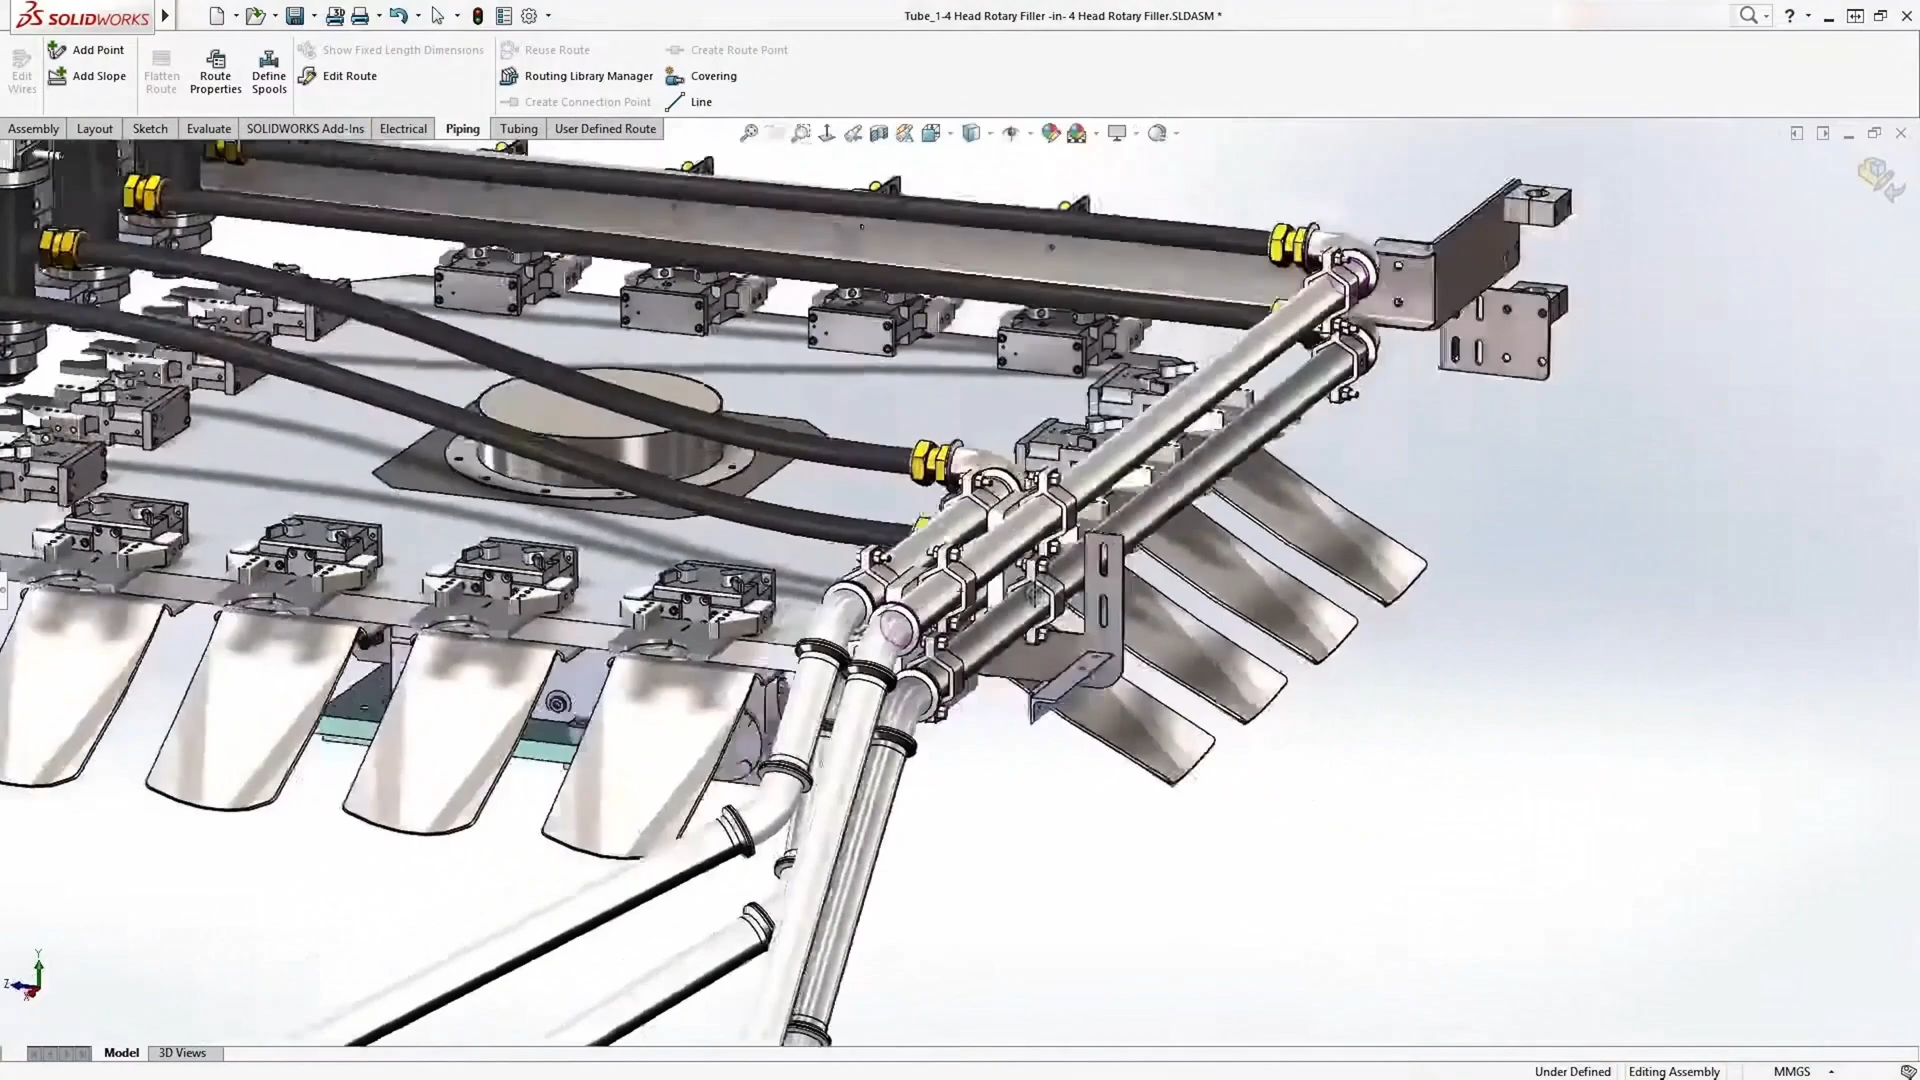 SOLIDWORKS
Tube_1-4 Head Rotary Filler -in- 4 Head Rotary Filler.SLDASM *
?
Edit Wires
Add Point
Add Slope
Flatten Route
Route Properties
Define Spools
Show Fixed Length Dimensions
Edit Route
Reuse Route
Routing Library Manager
Create Connection Point
Create Route Point
Covering
Line
Assembly
Layout
Sketch
Evaluate
SOLIDWORKS Add-Ins
Electrical
Piping
Tubing
User Defined Route
Y
Z
X
Model
3D Views
Under Defined
Editing Assembly
MMGS